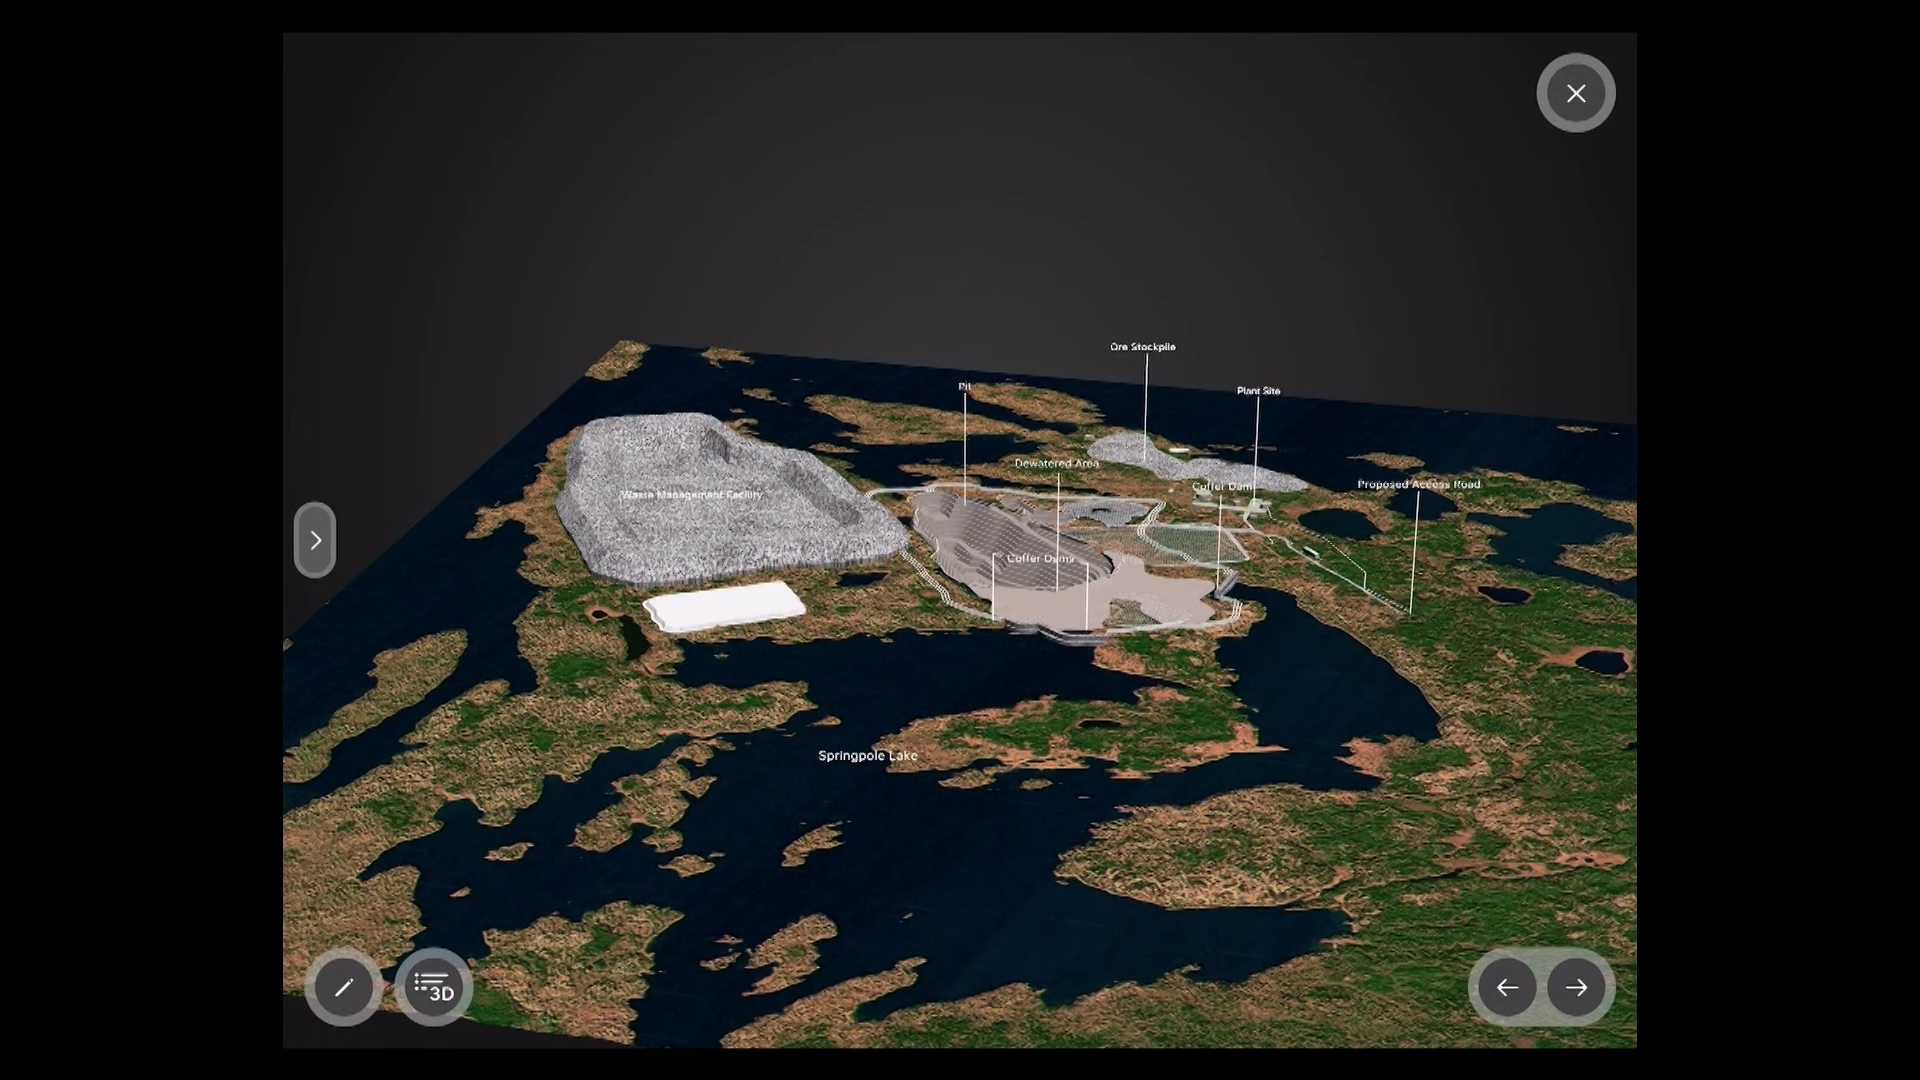 Ore Stockpile
Pit
Plant Site
Dewatered Area
Proposed Access Road
Coffer Dam
Waste Management Facility
Coffer Dams
Springpole Lake
3D